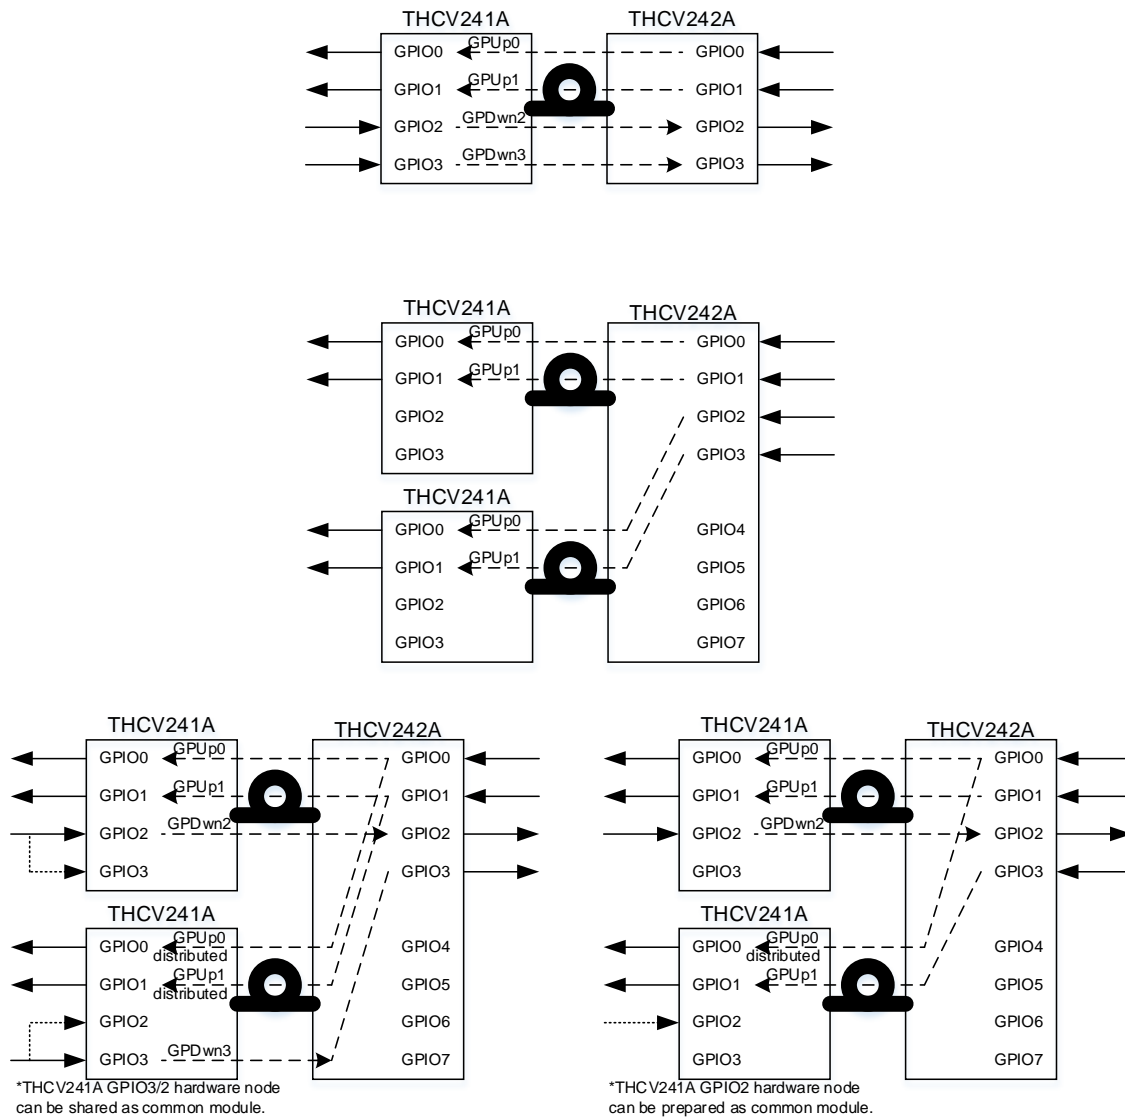 THCV241A THCV242A
GPIO0 GPUp0 GPIO0
GPIO1 GPUp1 GPIO1
GPIO2 GPDwn2 GPIO2
GPIO3 GPDwn3 GPIO3
THCV241A THCV242A
GPIO0 GPUp0 GPIO0
GPIO1 GPUp1 GPIO1
GPIO2 GPIO2
GPIO3 GPIO3
THCV241A
GPIO0 GPUp0 GPIO4
GPIO1 GPUp1 GPIO5
GPIO2 GPIO6
GPIO3 GPIO7
THCV241A THCV242A
GPIO0 GPUp0 GPIO0
GPIO1 GPUp1 GPIO1
GPIO2 GPDwn2 GPIO2
GPIO3 GPIO3
THCV241A
GPIO0 GPUp0 GPIO4
distributed
GPIO1 GPUp1 GPIO5
distributed
GPIO2 GPIO6
GPIO3 GPDwn3 GPIO7
*THCV241A GPIO3/2 hardware node
can be shared as common module.
THCV241A THCV242A
GPIO0 GPUp0 GPIO0
GPIO1 GPUp1 GPIO1
GPIO2 GPDwn2 GPIO2
GPIO3 GPIO3
THCV241A
GPIO0 GPUp0 GPIO4
distributed
GPIO1 GPUp1 GPIO5
GPIO2 GPIO6
GPIO3 GPIO7
*THCV241A GPIO2 hardware node
can be prepared as common module.